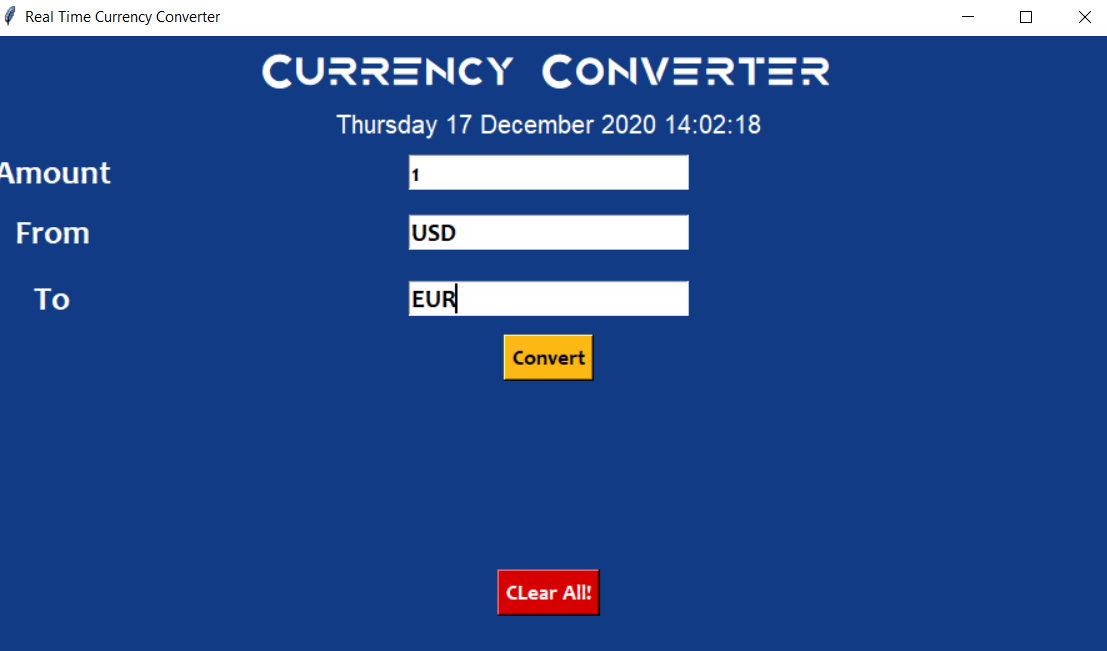 Real Time Currency Converter
Currency Converter
Thursday 17 December 2020 14:02:18
Amount 1
From USD
To EUR
Convert
CLear All!